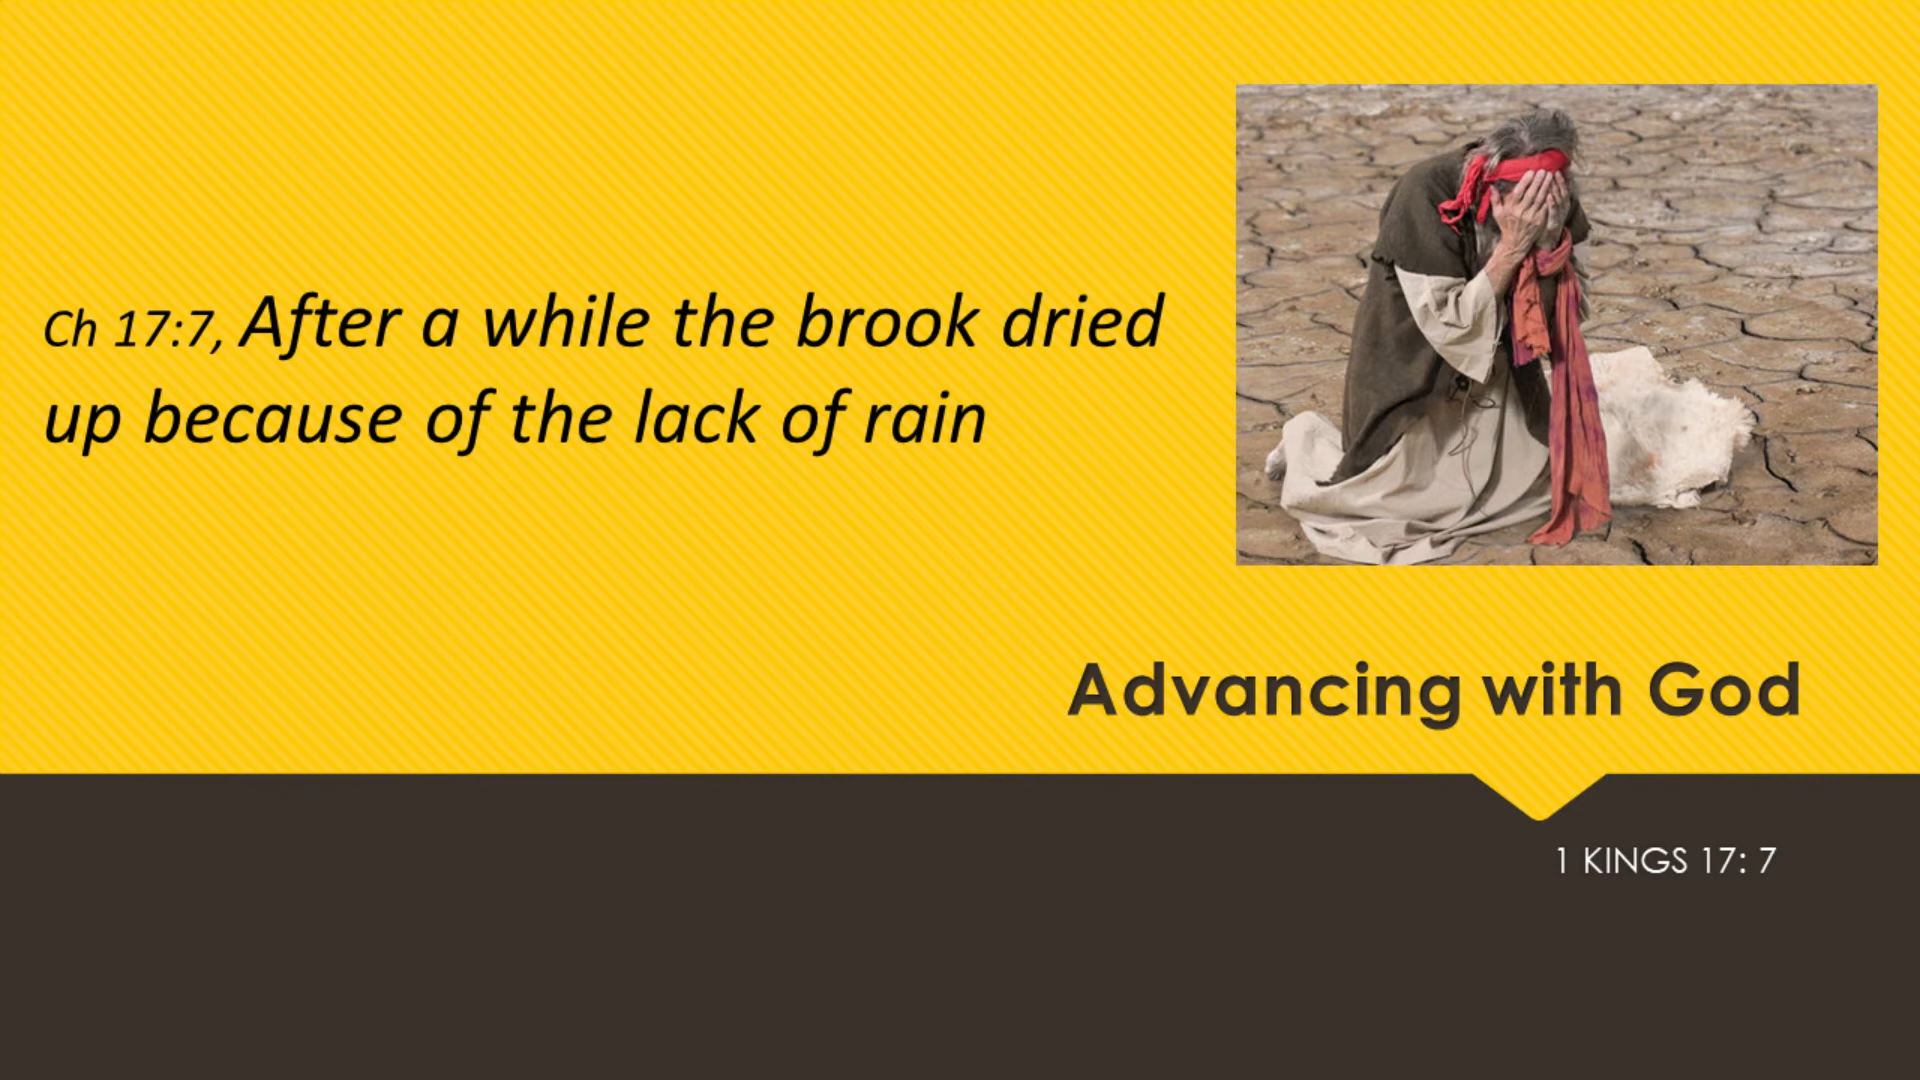 Ch 17:7, After a while the brook dried
up because of the lack of rain
Advancing with God
1 KINGS 17: 7